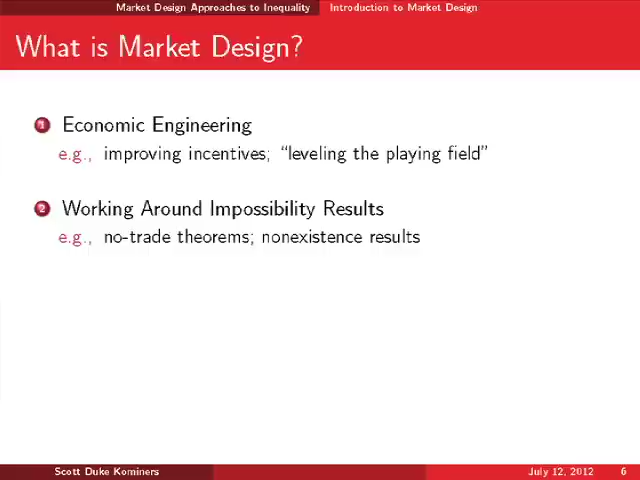 Market Design Approaches to Inequality Introduction to Market Design
What is Market Design?
1 Economic Engineering
e.g., improving incentives; “leveling the playing field”
2 Working Around Impossibility Results
e.g., no-trade theorems; nonexistence results
Scott Duke Kominers July 12, 2012 6